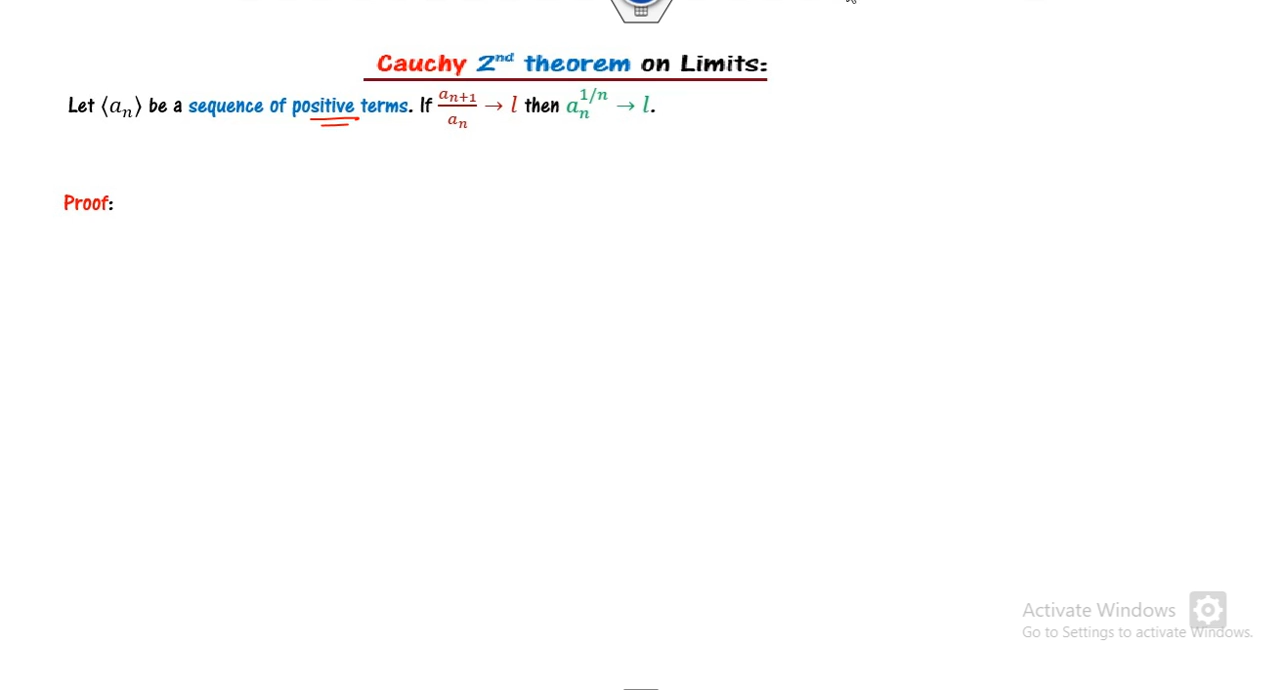 Cauchy 2ⁿᵈ theorem on Limits:
Let ⟨aₙ⟩ be a sequence of positive terms. If aₙ₊₁/aₙ → l then aₙ^1/n → l.
Proof:
Activate Windows
Go to Settings to activate Windows.